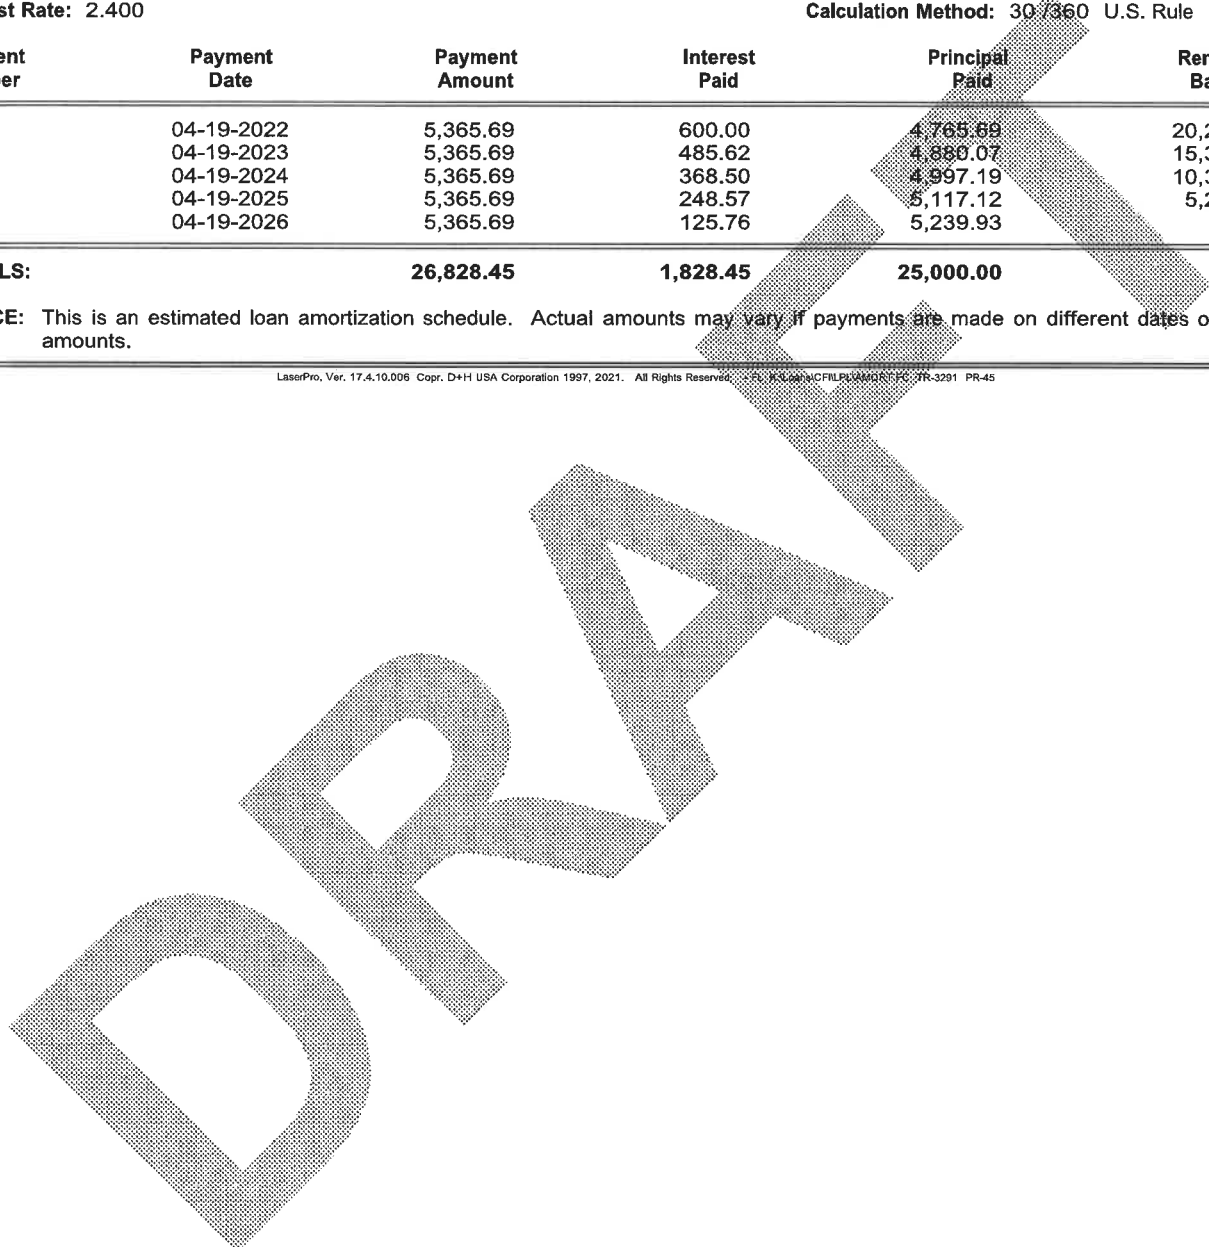 st Rate: 2.400 Calculation Method: 30/360 U.S. Rule
ent Payment Payment Interest Principal Rer
er Date Amount Paid Paid Ba
04-19-2022 5,365.69 600.00 4,765.69 20,2
04-19-2023 5,365.69 485.62 4,880.07 15,3
04-19-2024 5,365.69 368.50 4,997.19 10,3
04-19-2025 5,365.69 248.57 5,117.12 5,2
04-19-2026 5,365.69 125.76 5,239.93
LS: 26,828.45 1,828.45 25,000.00
CE: This is an estimated loan amortization schedule. Actual amounts may vary if payments are made on different dates o
amounts.
LaserPro, Ver. 17.4.10.006 Copr. D+H USA Corporation 1997, 2021. All Rights Reserved. TR-3291 PR-45
DRAFT